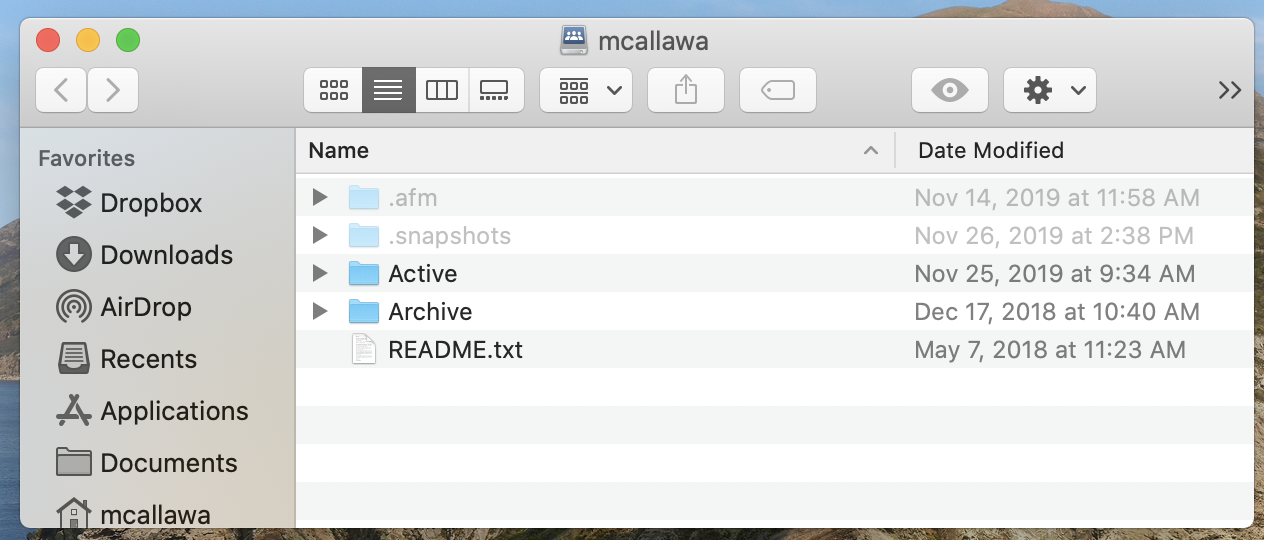 mcallawa
Favorites
Dropbox
Downloads
AirDrop
Recents
Applications
Documents
mcallawa
Name Date Modified
.afm Nov 14, 2019 at 11:58 AM
.snapshots Nov 26, 2019 at 2:38 PM
Active Nov 25, 2019 at 9:34 AM
Archive Dec 17, 2018 at 10:40 AM
README.txt May 7, 2018 at 11:23 AM